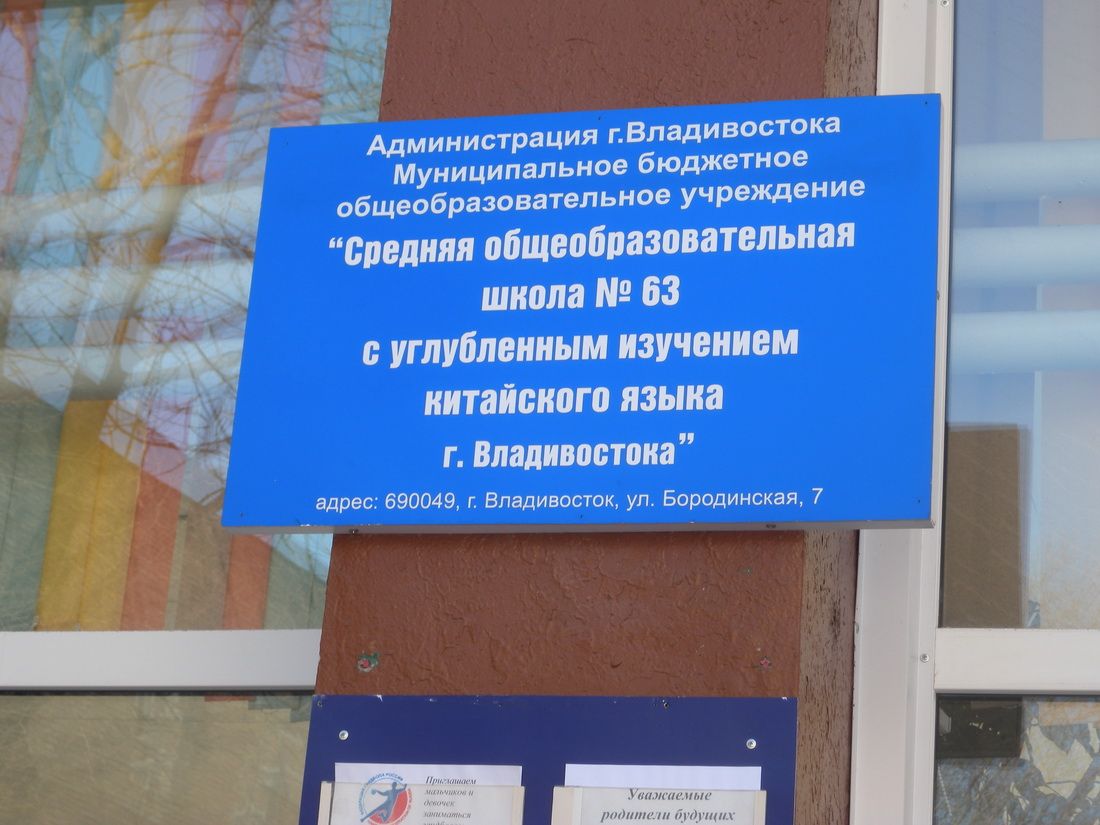 Администрация г.Владивостока
Муниципальное бюджетное
общеобразовательное учреждение
“Средняя общеобразовательная
школа № 63
с углубленным изучением
китайского языка
г. Владивостока”
адрес: 690049, г. Владивосток, ул. Бородинская, 7
Приглашаем
мальчиков и
девочек
заниматься
Уважаемые
родители будущих